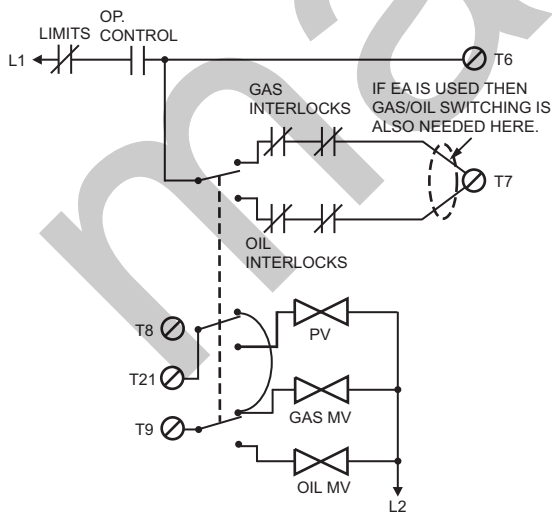 OP.
CONTROL
LIMITS
L1
T6
GAS
INTERLOCKS
IF EA IS USED THEN
GAS/OIL SWITCHING IS
ALSO NEEDED HERE.
T7
OIL
INTERLOCKS
T8
PV
T21
GAS MV
T9
OIL MV
L2